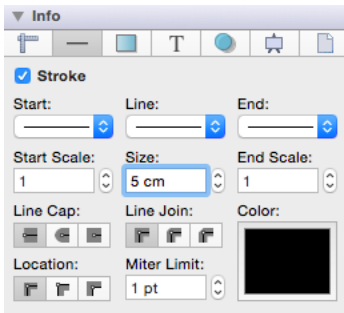 Info
T
Stroke
Start: Line: End:
Start Scale: Size: End Scale:
1 5 cm 1
Line Cap: Line Join: Color:
Location: Miter Limit:
1 pt